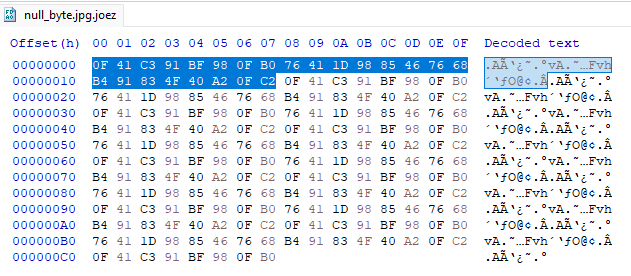 null_byte.jpg.joez
Offset(h) 00 01 02 03 04 05 06 07 08 09 0A 0B 0C 0D 0E 0F Decoded text
00000000 0F 41 C3 91 BF 98 0F B0 76 41 1D 98 85 46 76 68 .AÃ‘¿˜.°vA.˜…Fvh
00000010 B4 91 83 4F 40 A2 0F C2 0F 41 C3 91 BF 98 0F B0 ´‘ƒO@¢.Â.AÃ‘¿˜.°
00000020 76 41 1D 98 85 46 76 68 B4 91 83 4F 40 A2 0F C2 vA.˜…Fvh´‘ƒO@¢.Â
00000030 0F 41 C3 91 BF 98 0F B0 76 41 1D 98 85 46 76 68 .AÃ‘¿˜.°vA.˜…Fvh
00000040 B4 91 83 4F 40 A2 0F C2 0F 41 C3 91 BF 98 0F B0 ´‘ƒO@¢.Â.AÃ‘¿˜.°
00000050 76 41 1D 98 85 46 76 68 B4 91 83 4F 40 A2 0F C2 vA.˜…Fvh´‘ƒO@¢.Â
00000060 0F 41 C3 91 BF 98 0F B0 76 41 1D 98 85 46 76 68 .AÃ‘¿˜.°vA.˜…Fvh
00000070 B4 91 83 4F 40 A2 0F C2 0F 41 C3 91 BF 98 0F B0 ´‘ƒO@¢.Â.AÃ‘¿˜.°
00000080 76 41 1D 98 85 46 76 68 B4 91 83 4F 40 A2 0F C2 vA.˜…Fvh´‘ƒO@¢.Â
00000090 0F 41 C3 91 BF 98 0F B0 76 41 1D 98 85 46 76 68 .AÃ‘¿˜.°vA.˜…Fvh
000000A0 B4 91 83 4F 40 A2 0F C2 0F 41 C3 91 BF 98 0F B0 ´‘ƒO@¢.Â.AÃ‘¿˜.°
000000B0 76 41 1D 98 85 46 76 68 B4 91 83 4F 40 A2 0F C2 vA.˜…Fvh´‘ƒO@¢.Â
000000C0 0F 41 C3 91 BF 98 0F B0 .AÃ‘¿˜.°